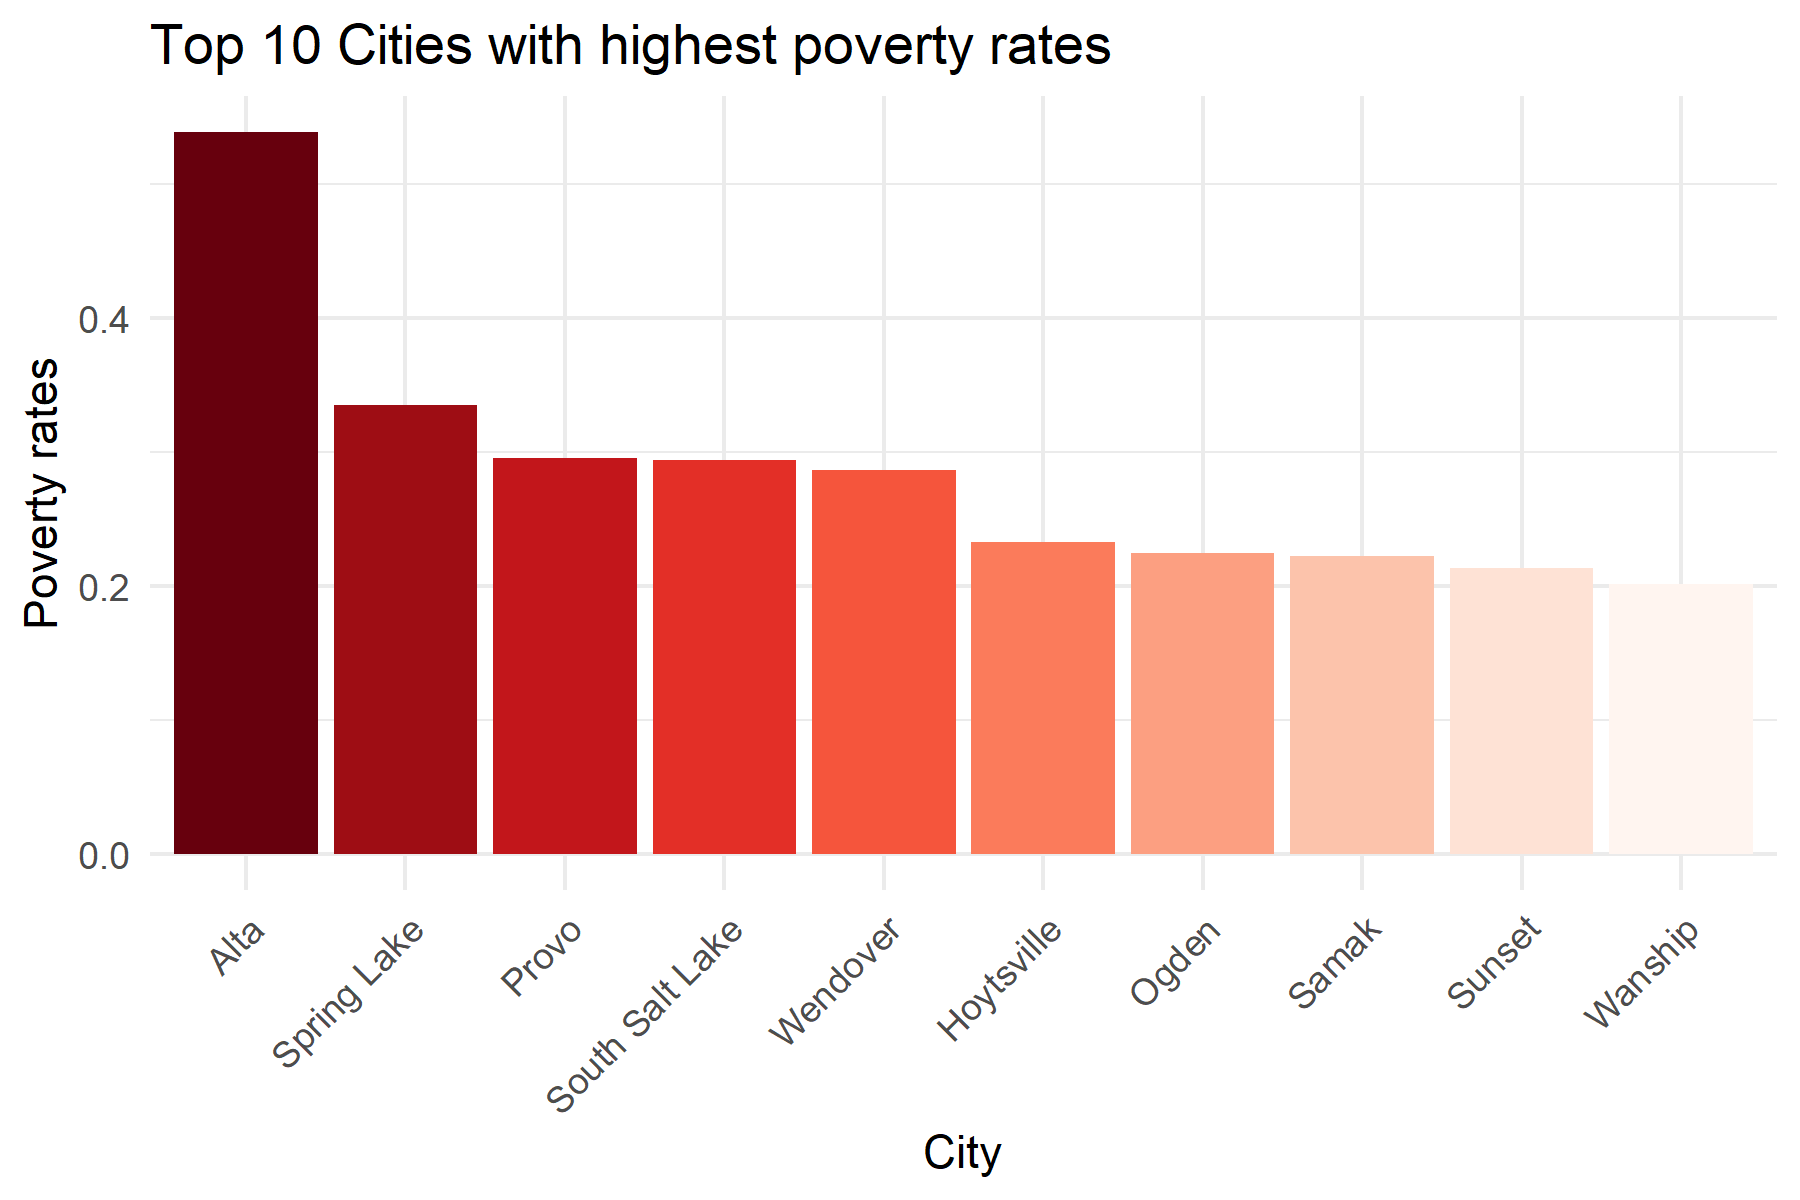 Top 10 Cities with highest poverty rates
Poverty rates
0.4
0.2
0.0
Alta
Spring Lake
Provo
South Salt Lake
Wendover
Hoytsville
Ogden
Samak
Sunset
Wanship
City